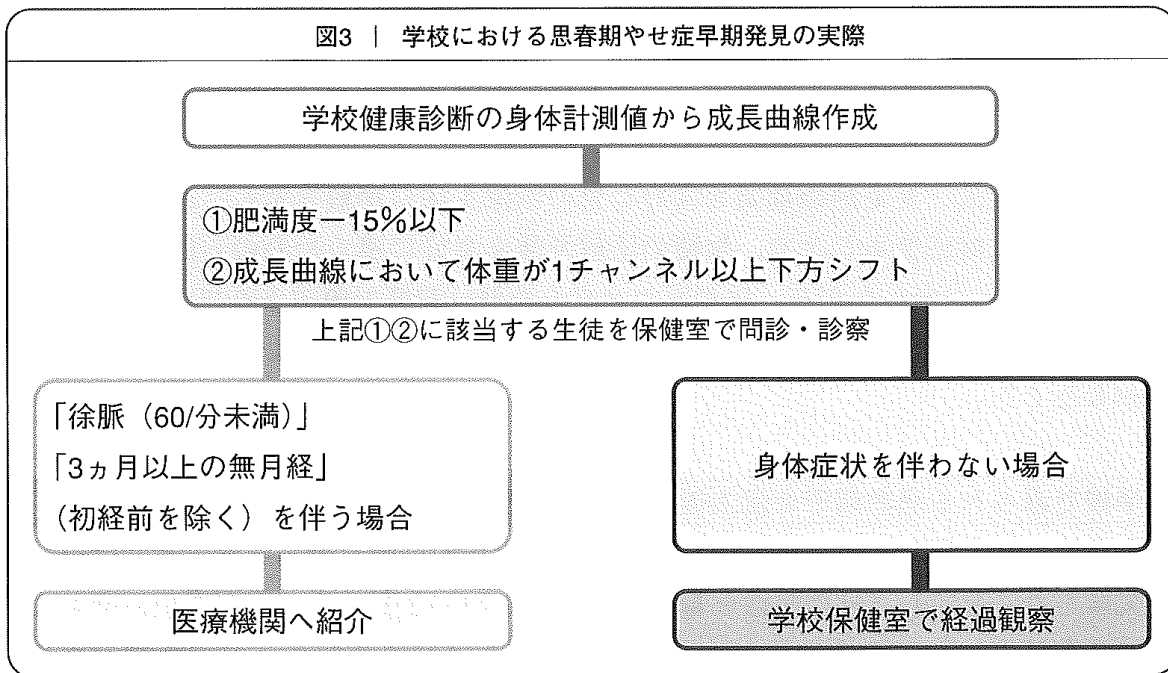 図3 | 学校における思春期やせ症早期発見の実際
学校健康診断の身体計測値から成長曲線作成
①肥満度−15%以下
②成長曲線において体重が1チャンネル以上下方シフト
上記①②に該当する生徒を保健室で問診・診察
「徐脈（60/分未満）」
「3ヵ月以上の無月経」
（初経前を除く）を伴う場合
身体症状を伴わない場合
医療機関へ紹介
学校保健室で経過観察